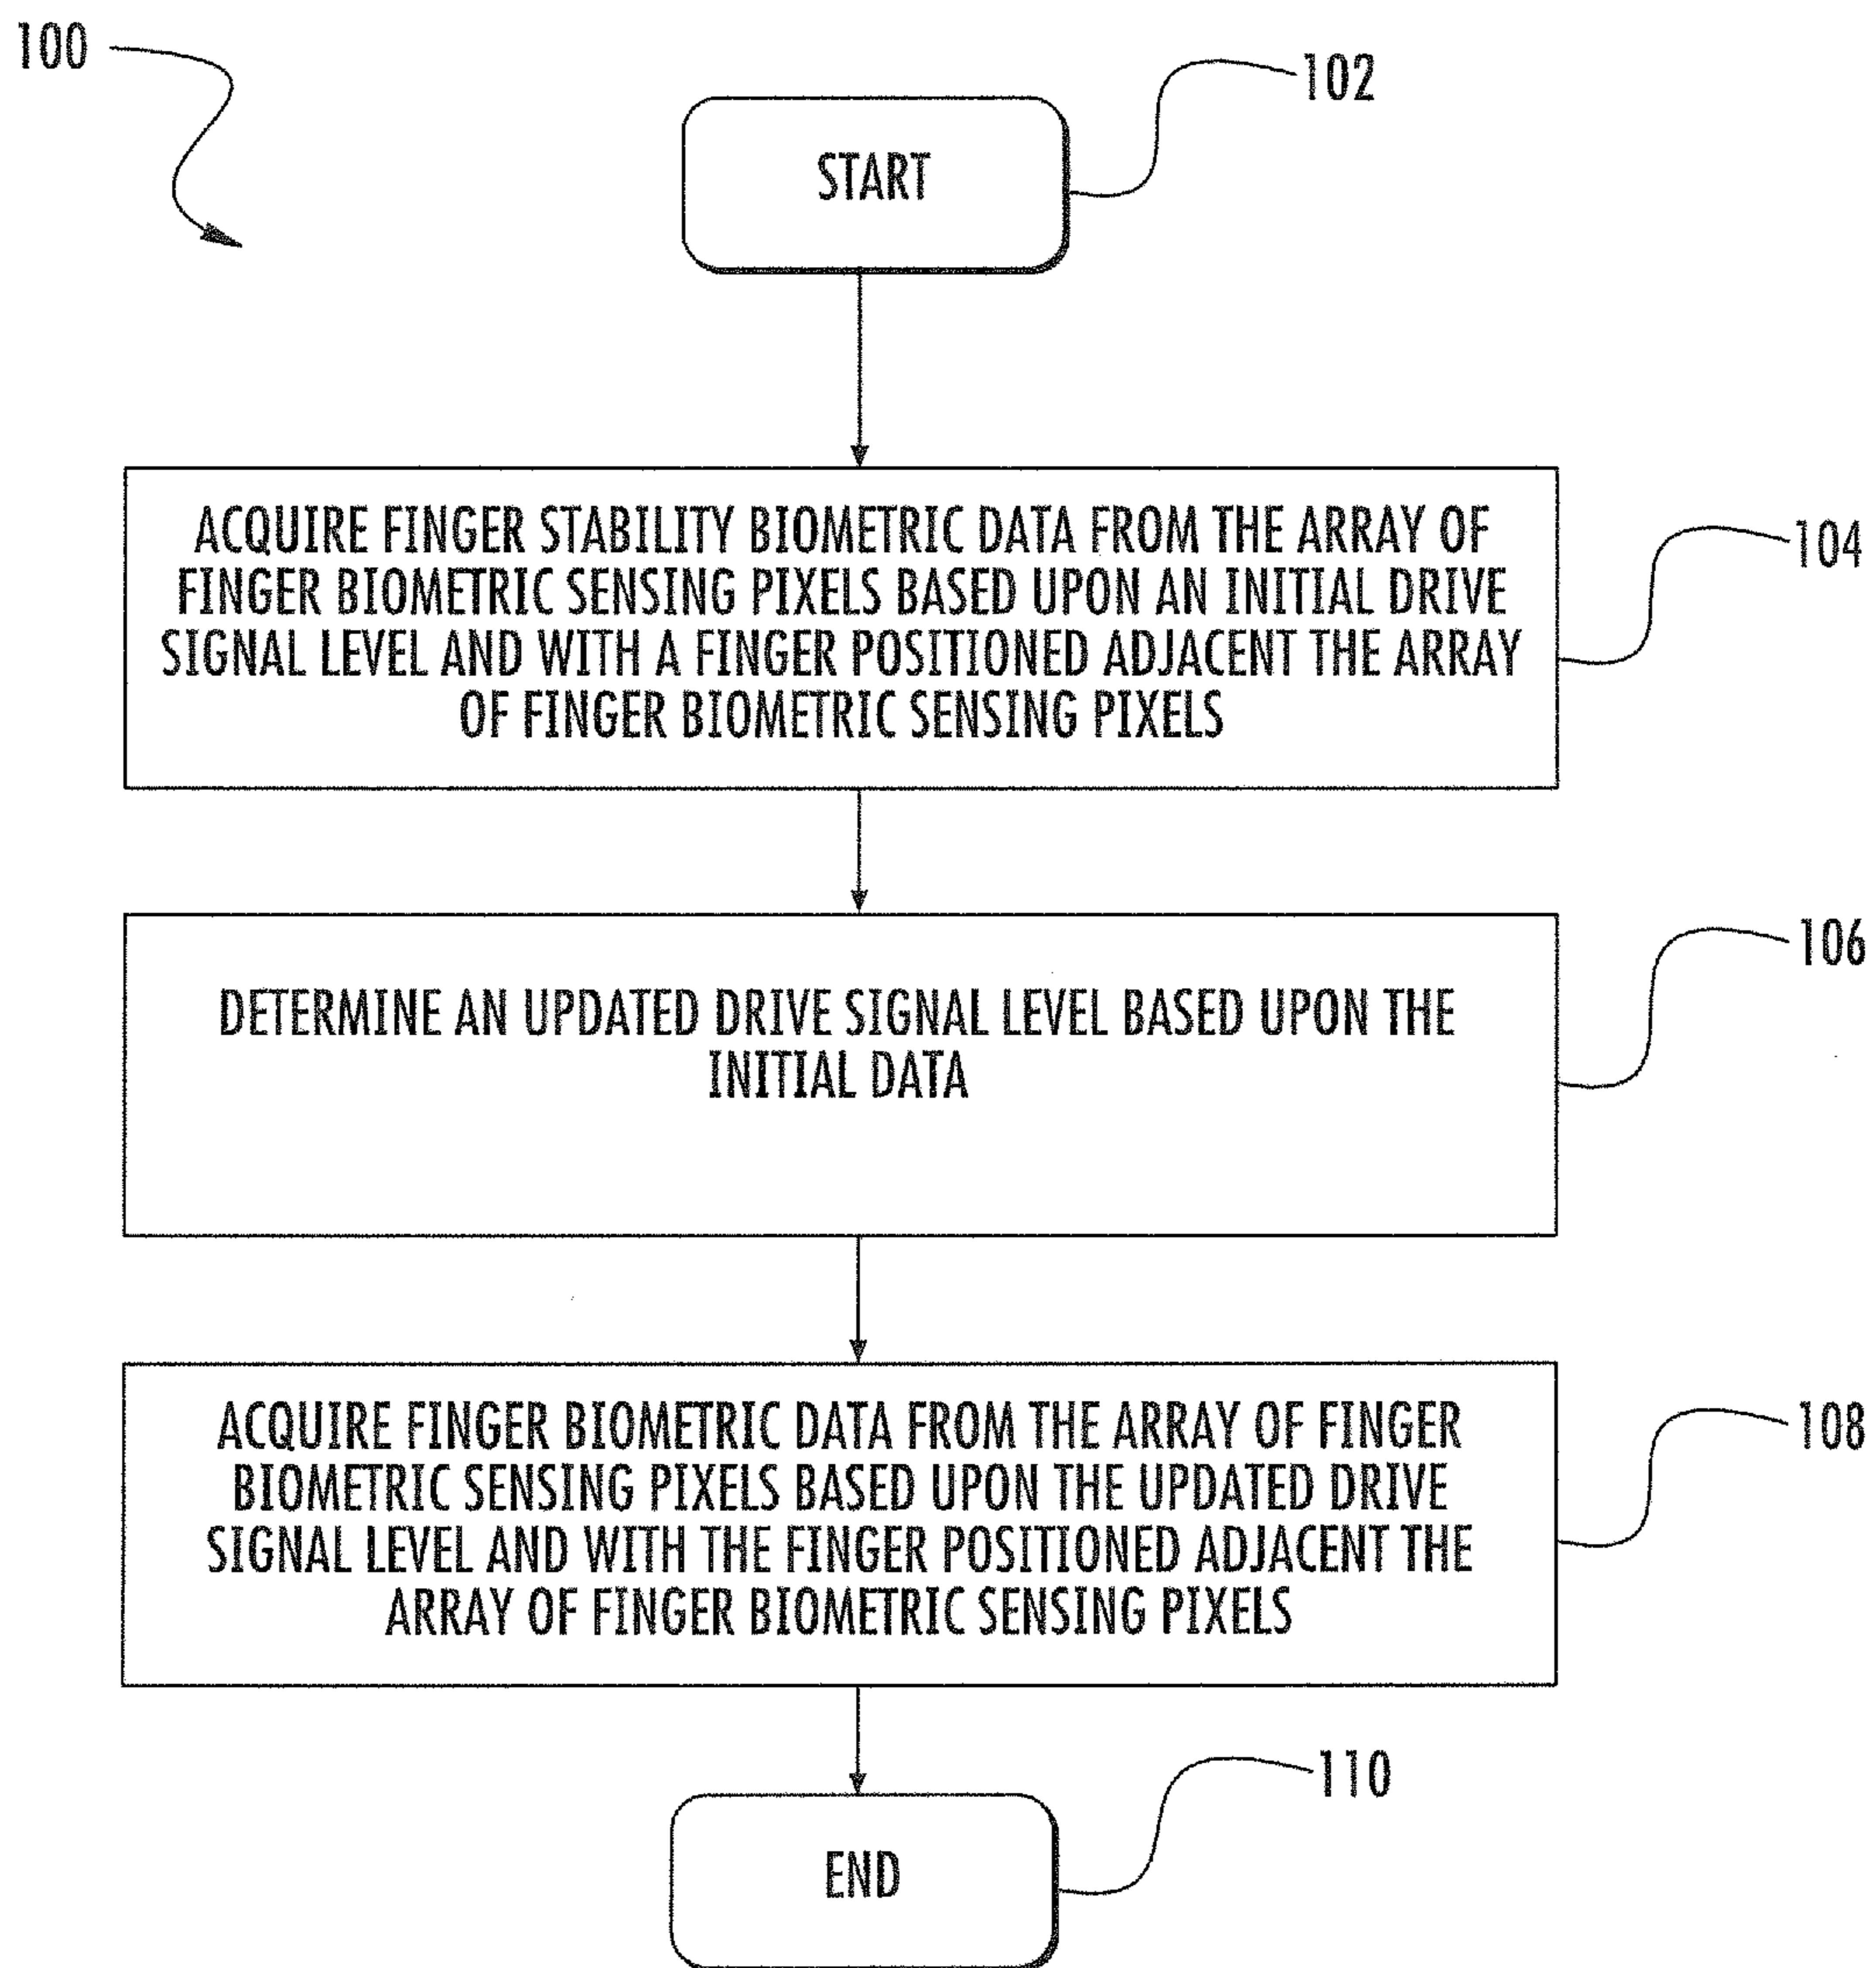 100
102
START
ACQUIRE FINGER STABILITY BIOMETRIC DATA FROM THE ARRAY OF
FINGER BIOMETRIC SENSING PIXELS BASED UPON AN INITIAL DRIVE
SIGNAL LEVEL AND WITH A FINGER POSITIONED ADJACENT THE ARRAY
OF FINGER BIOMETRIC SENSING PIXELS
104
DETERMINE AN UPDATED DRIVE SIGNAL LEVEL BASED UPON THE
INITIAL DATA
106
ACQUIRE FINGER BIOMETRIC DATA FROM THE ARRAY OF FINGER
BIOMETRIC SENSING PIXELS BASED UPON THE UPDATED DRIVE
SIGNAL LEVEL AND WITH THE FINGER POSITIONED ADJACENT THE
ARRAY OF FINGER BIOMETRIC SENSING PIXELS
108
110
END